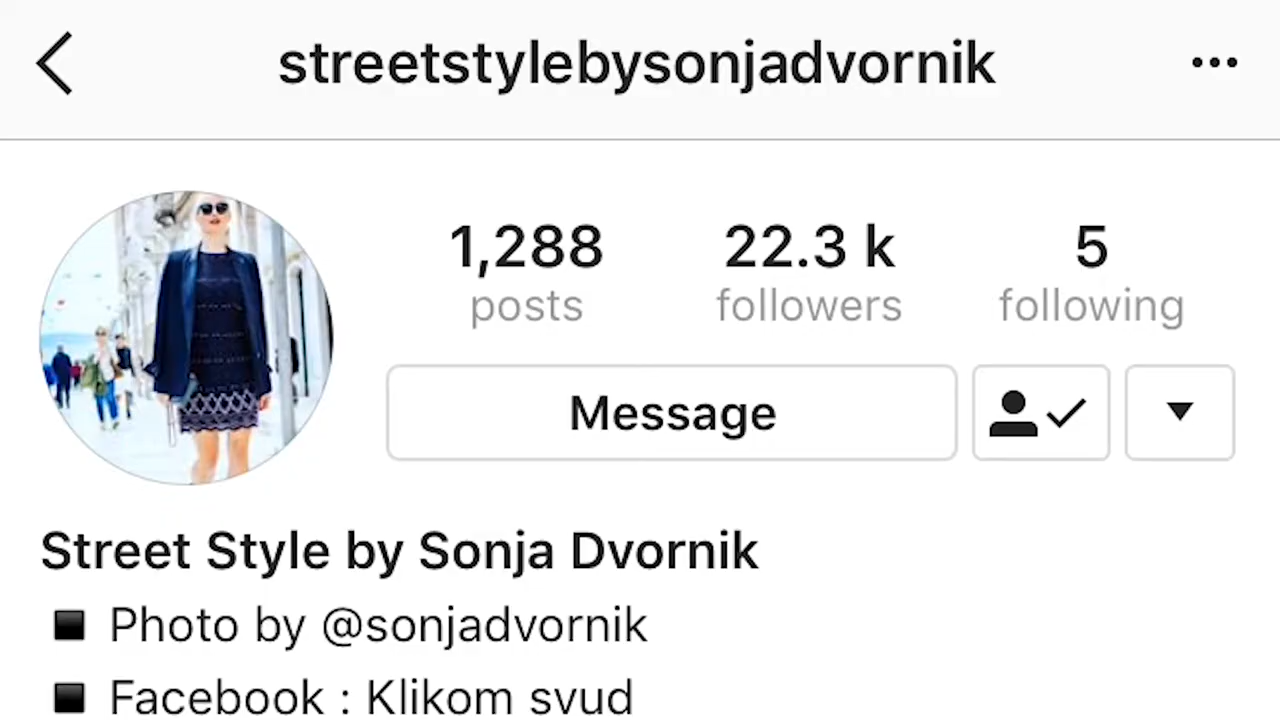 streetstylebysonjadvornik
1,288 22.3 k 5
posts followers following
Message
Street Style by Sonja Dvornik
Photo by @sonjadvornik
Facebook : Klikom svud